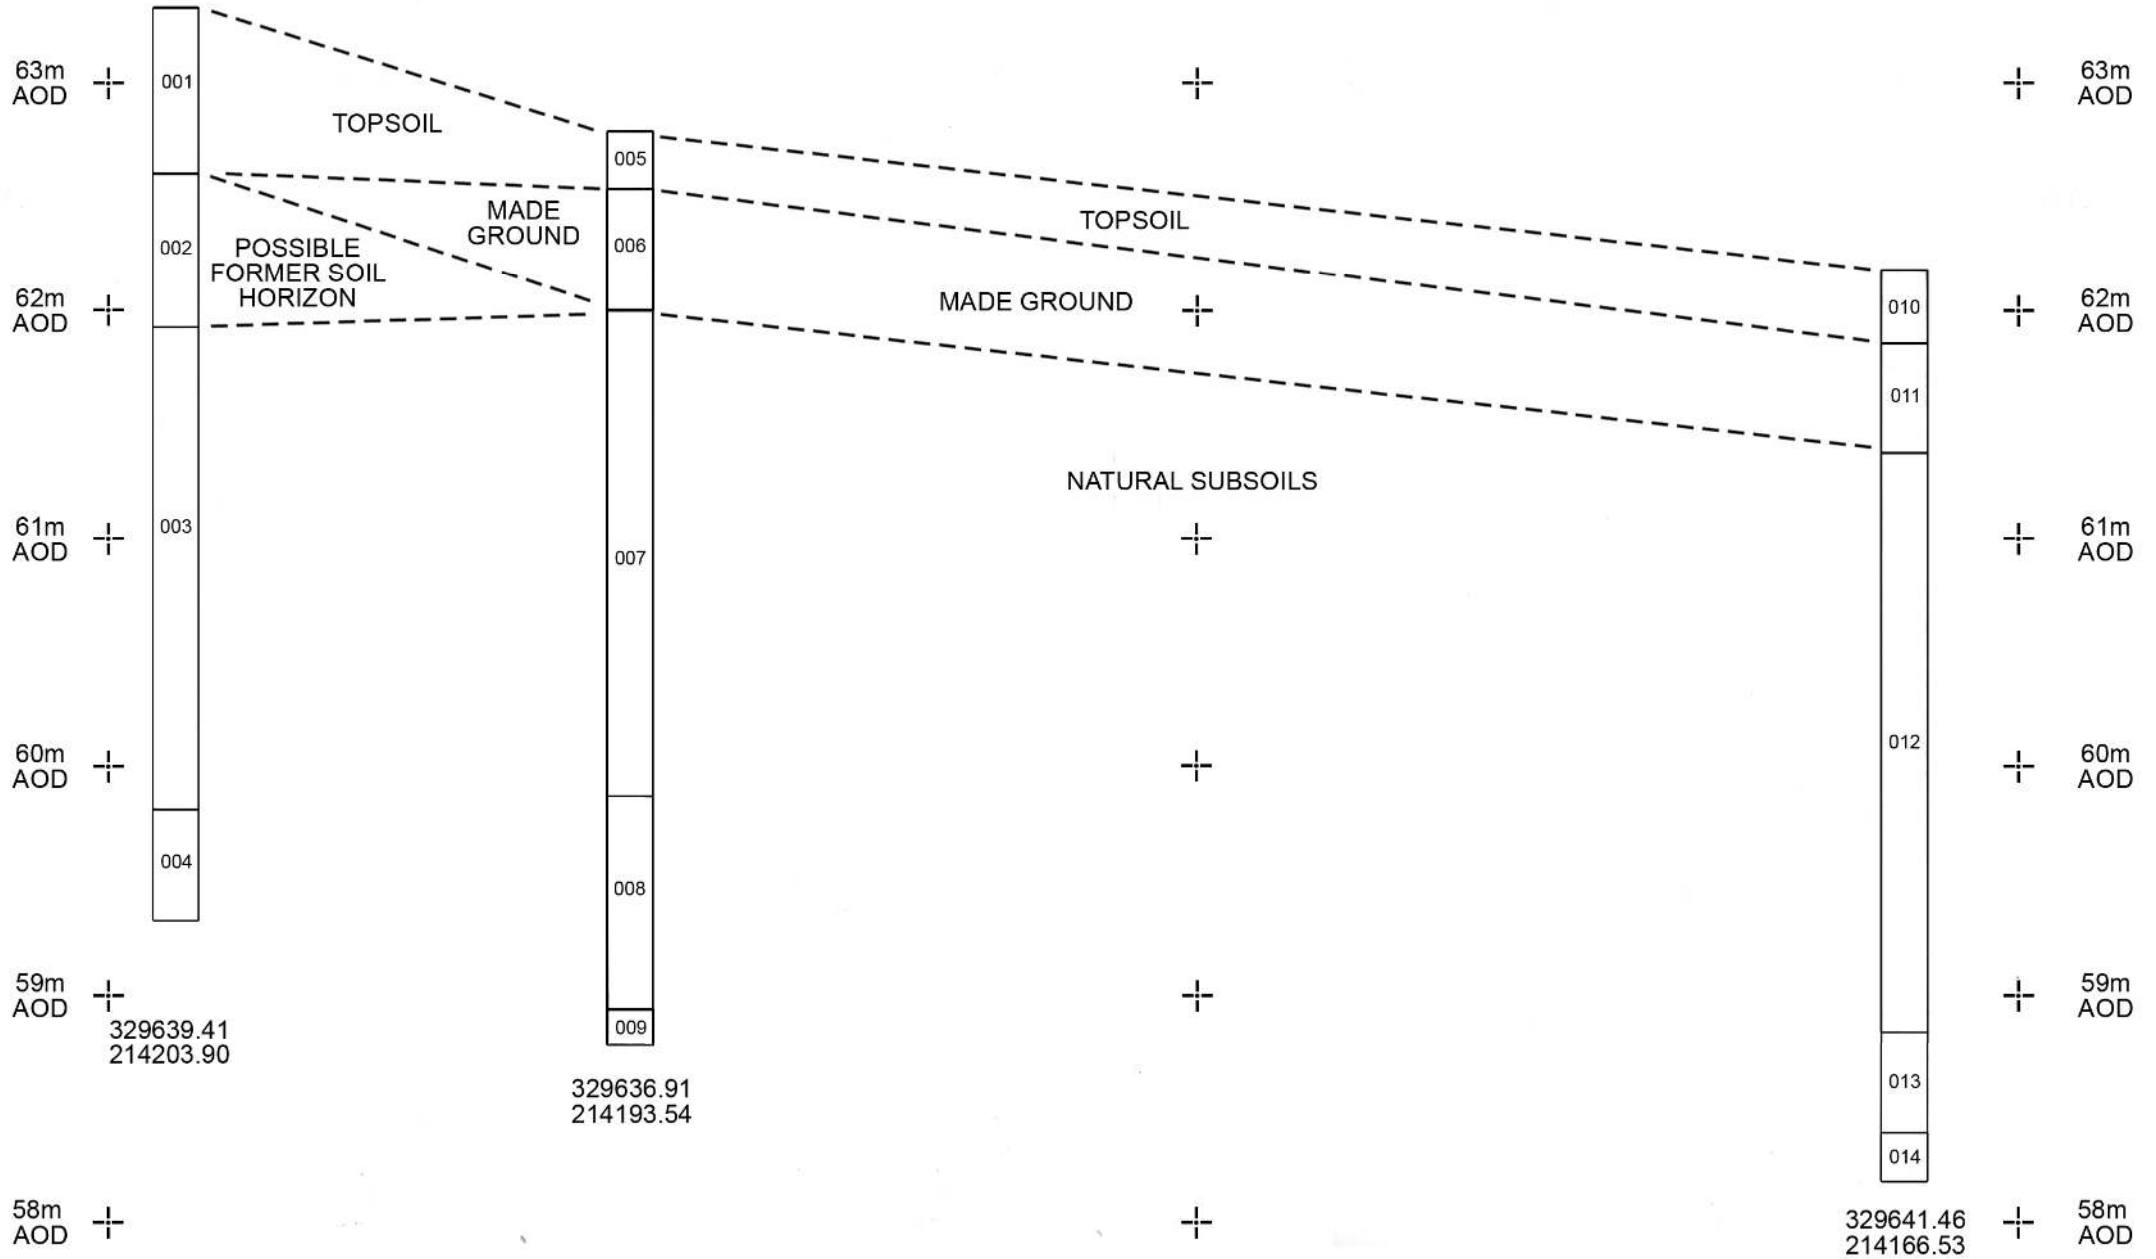 63m
AOD
001
63m
AOD
TOPSOIL
005
MADE
GROUND
TOPSOIL
002
POSSIBLE
FORMER SOIL
HORIZON
006
62m
AOD
MADE GROUND
010
62m
AOD
011
NATURAL SUBSOILS
61m
AOD
003
007
61m
AOD
60m
AOD
012
60m
AOD
004
008
59m
AOD
009
59m
AOD
329639.41
214203.90
329636.91
214193.54
013
014
58m
AOD
329641.46
214166.53
58m
AOD